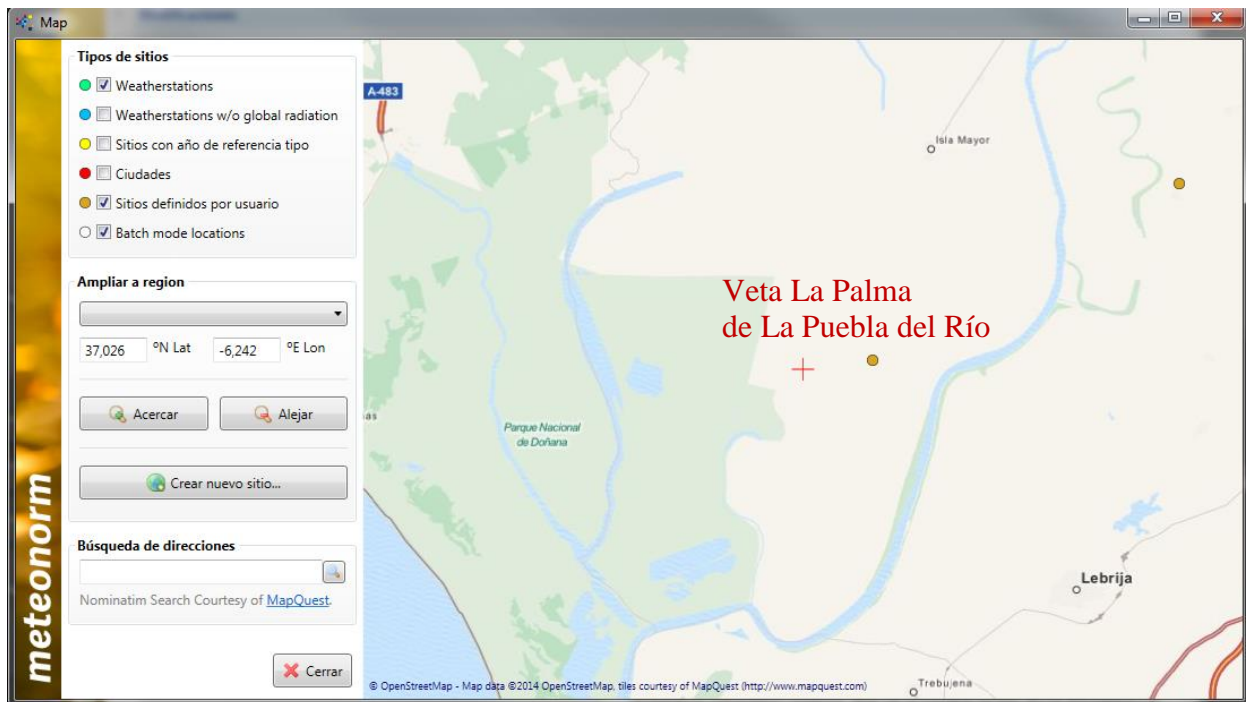 Map
Tipos de sitios
Weatherstations
Weatherstations w/o global radiation
Sitios con año de referencia tipo
Ciudades
Sitios definidos por usuario
Batch mode locations
Ampliar a region
37,026 ºN Lat -6,242 ºE Lon
Acercar Alejar
Crear nuevo sitio...
Búsqueda de direcciones
Nominatim Search Courtesy of MapQuest.
Cerrar
meteonorm
A-483
Isla Mayor
Veta La Palma
de La Puebla del Río
as
Parque Nacional
de Doñana
Lebrija
Trebujena
© OpenStreetMap - Map data ©2014 OpenStreetMap, tiles courtesy of MapQuest (http://www.mapquest.com)